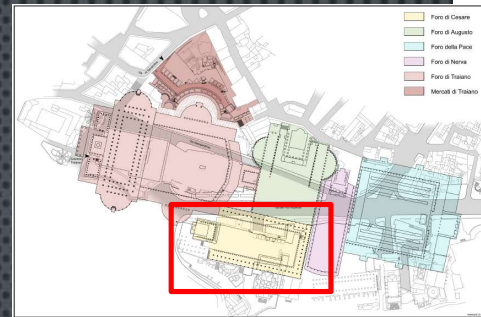 Foro di Cesare
Foro di Augusto
Foro della Pace
Foro di Nerva
Foro di Traiano
Mercati di Traiano